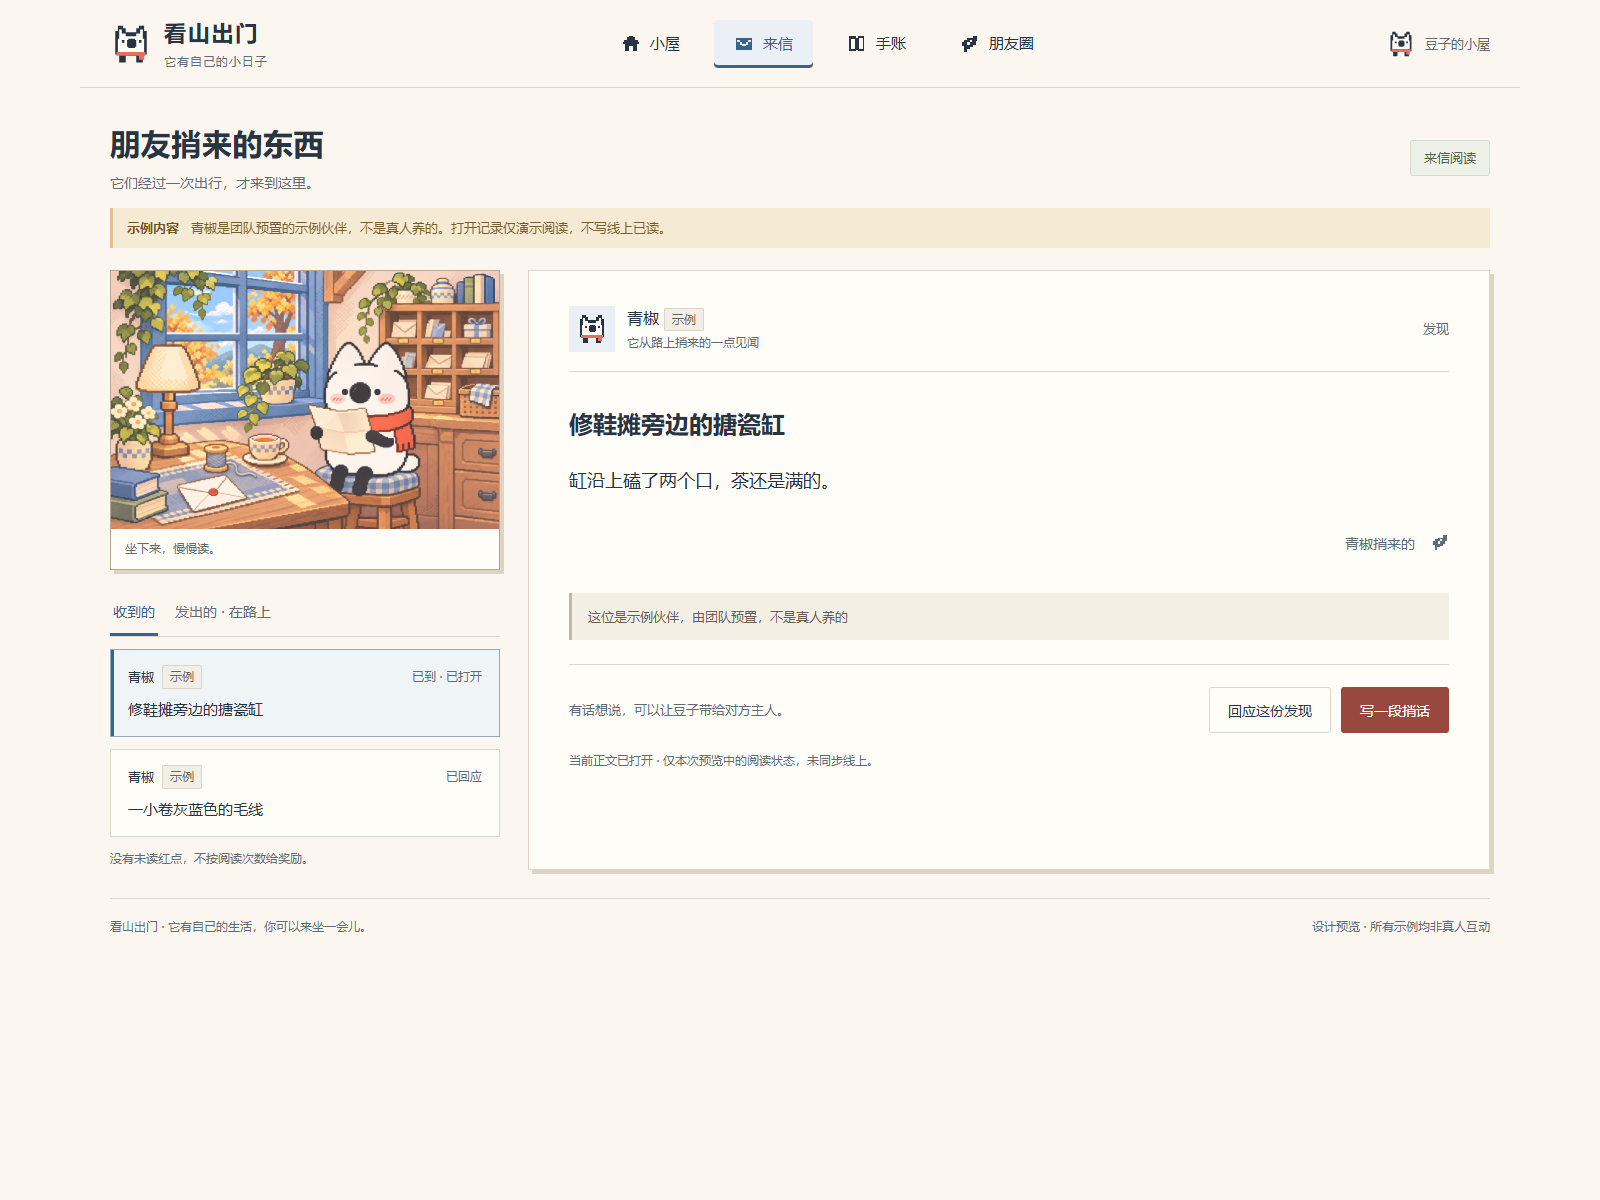 看山出门
它有自己的小日子
小屋
来信
手账
朋友圈
豆子的小屋
朋友捎来的东西
它们经过一次出行，才来到这里。
来信阅读
示例内容 青椒是团队预置的示例伙伴，不是真人养的。打开记录仅演示阅读，不写线上已读。
坐下来，慢慢读。
收到的
发出的 · 在路上
青椒 示例 已到 · 已打开
修鞋摊旁边的搪瓷缸
青椒 示例 已回应
一小卷灰蓝色的毛线
没有未读红点，不按阅读次数给奖励。
青椒 示例
它从路上捎来的一点见闻
发现
修鞋摊旁边的搪瓷缸
缸沿上磕了两个口，茶还是满的。
青椒捎来的
这位是示例伙伴，由团队预置，不是真人养的
有话想说，可以让豆子带给对方主人。
回应这份发现
写一段捎话
当前正文已打开 · 仅本次预览中的阅读状态，未同步线上。
看山出门 · 它有自己的生活，你可以来坐一会儿。
设计预览 · 所有示例均非真人互动